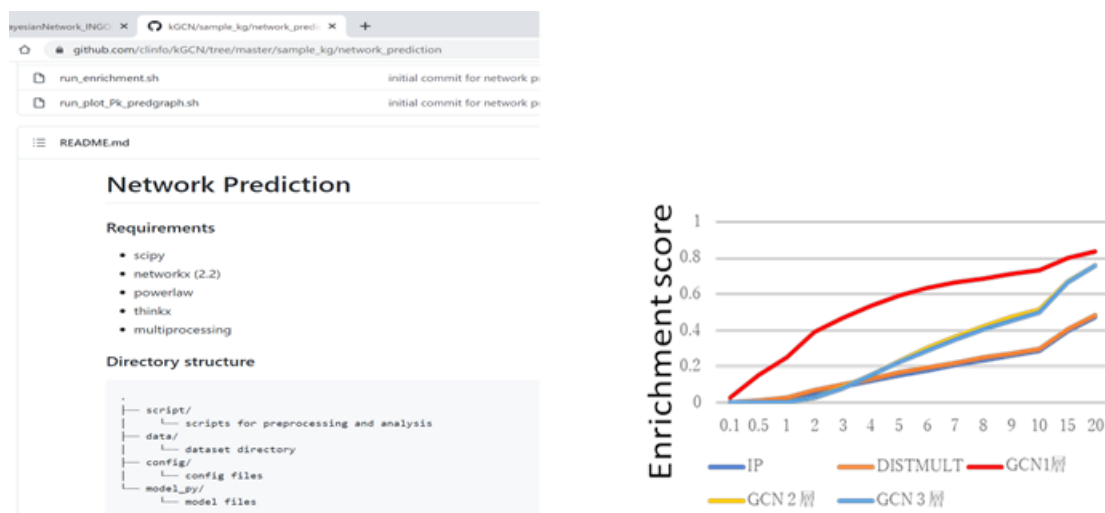 ayesianNetwork_INGO
kGCN/sample_kg/network_predi
github.com/clinfo/kGCN/tree/master/sample_kg/network_prediction
run_enrichment.sh
initial commit for network p
run_plot_Pk_predgraph.sh
initial commit for network p
README.md
Network Prediction
Requirements
scipy
networkx (2.2)
powerlaw
thinkx
multiprocessing
Directory structure
.
├── script/
│   └── scripts for preprocessing and analysis
├── data/
│   └── dataset directory
├── config/
│   └── config files
└── model_py/
    └── model files
Enrichment score
1
0.8
0.6
0.4
0.2
0
0.1 0.5 1 2 3 4 5 6 7 8 9 10 15 20
IP DISTMULT GCN1層
GCN 2層 GCN 3層